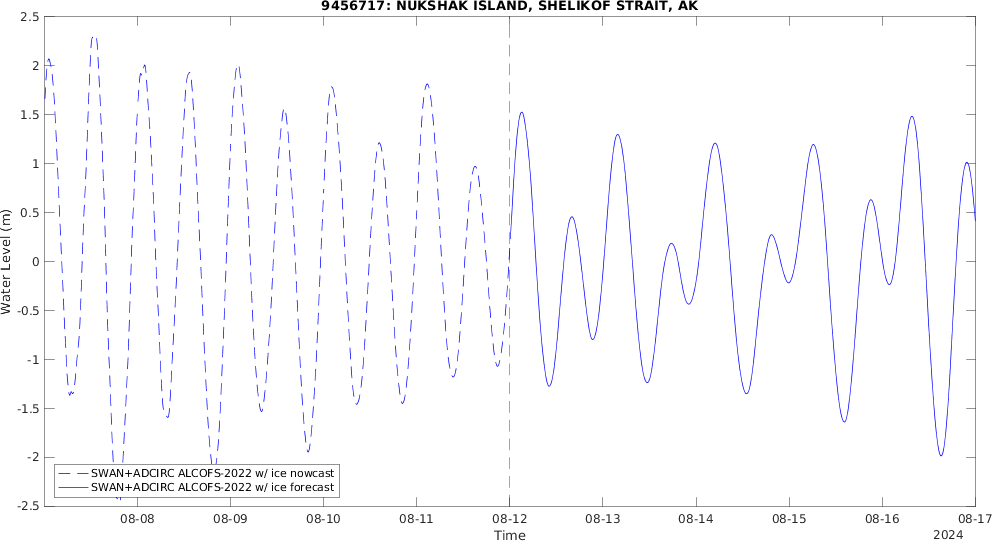 9456717: NUKSHAK ISLAND, SHELIKOF STRAIT, AK
2.5
2
1.5
1
0.5
0
-0.5
-1
-1.5
-2
-2.5
Water Level (m)
SWAN+ADCIRC ALCOFS-2022 w/ ice nowcast
SWAN+ADCIRC ALCOFS-2022 w/ ice forecast
08-08 08-09 08-10 08-11 08-12 08-13 08-14 08-15 08-16 08-17
Time
2024